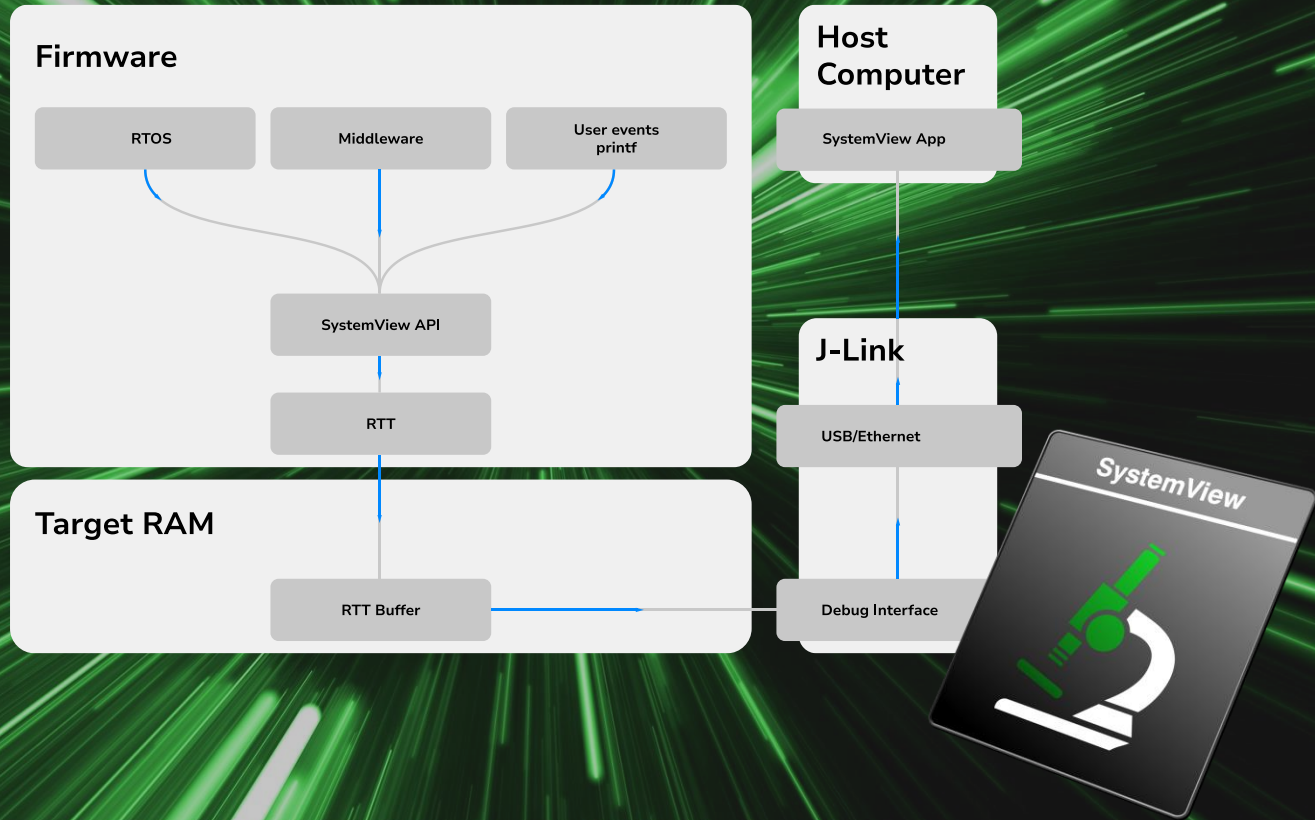 Firmware
RTOS
Middleware
User events
printf
SystemView API
RTT
Target RAM
RTT Buffer
Host
Computer
SystemView App
J-Link
USB/Ethernet
Debug Interface
SystemView